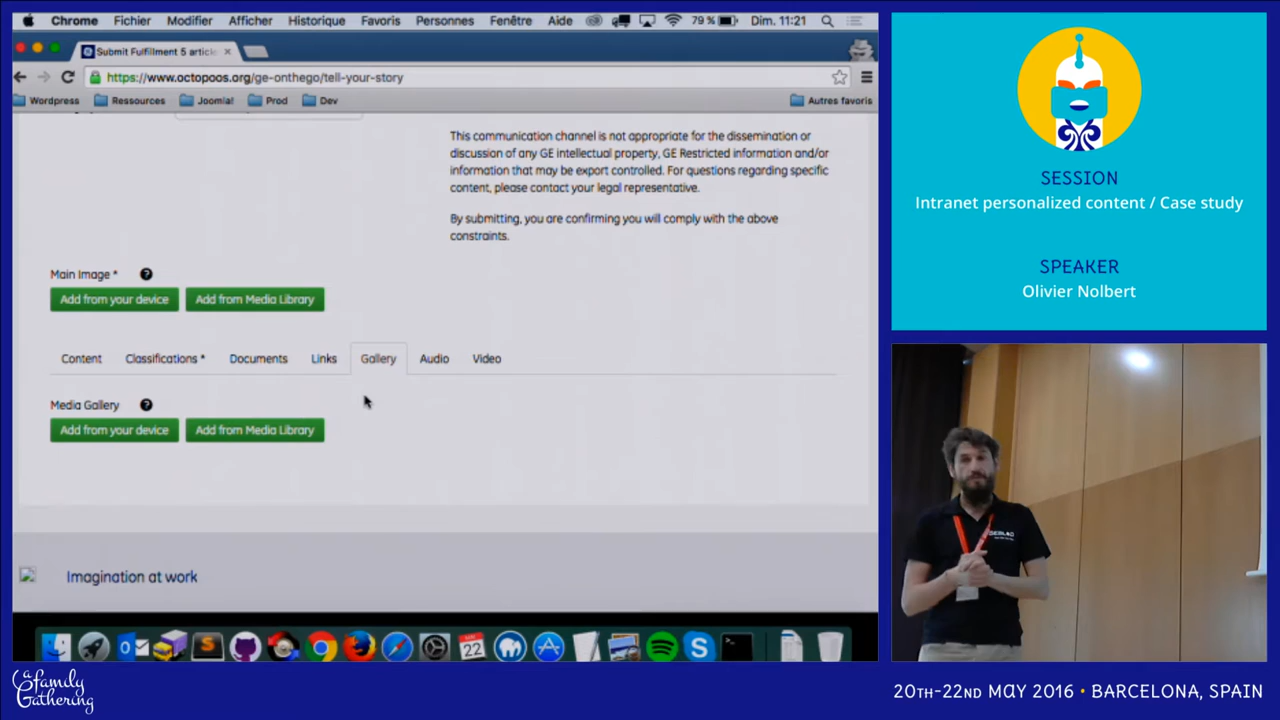 Chrome Fichier Modifier Afficher Historique Favoris Personnes Fenêtre Aide 79 % Dim. 11:21
Submit Fulfillment 5 article
https://www.octopoos.org/ge-onthego/tell-your-story
Wordpress Ressources Joomla! Prod Dev Autres favoris
This communication channel is not appropriate for the dissemination or
discussion of any GE intellectual property, GE Restricted information and/or
information that may be export controlled. For questions regarding specific
content, please contact your legal representative.
By submitting, you are confirming you will comply with the above
constraints.
Main Image *
Add from your device Add from Media Library
Content Classifications * Documents Links Gallery Audio Video
Media Gallery
Add from your device Add from Media Library
Imagination at work
MAY
22
SESSION
Intranet personalized content / Case study
SPEAKER
Olivier Nolbert
a family
Gathering
20TH-22ND MAY 2016 • BARCELONA, SPAIN